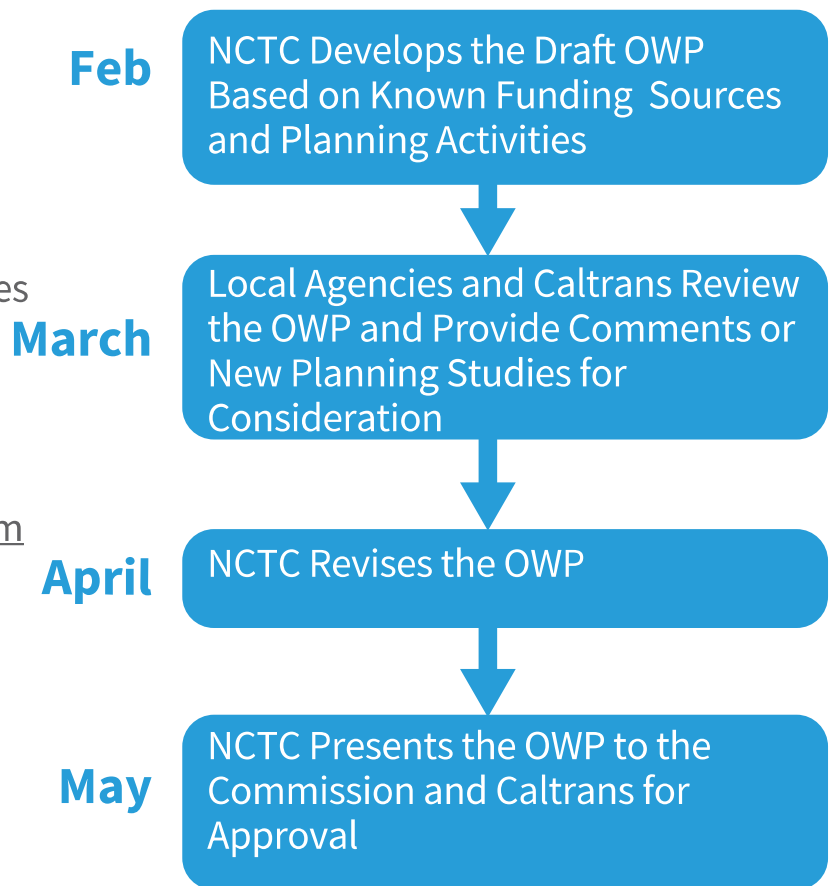 Feb
NCTC Develops the Draft OWP
Based on Known Funding Sources
and Planning Activities
es
March
Local Agencies and Caltrans Review
the OWP and Provide Comments or
New Planning Studies for
Consideration
m
April
NCTC Revises the OWP
May
NCTC Presents the OWP to the
Commission and Caltrans for
Approval